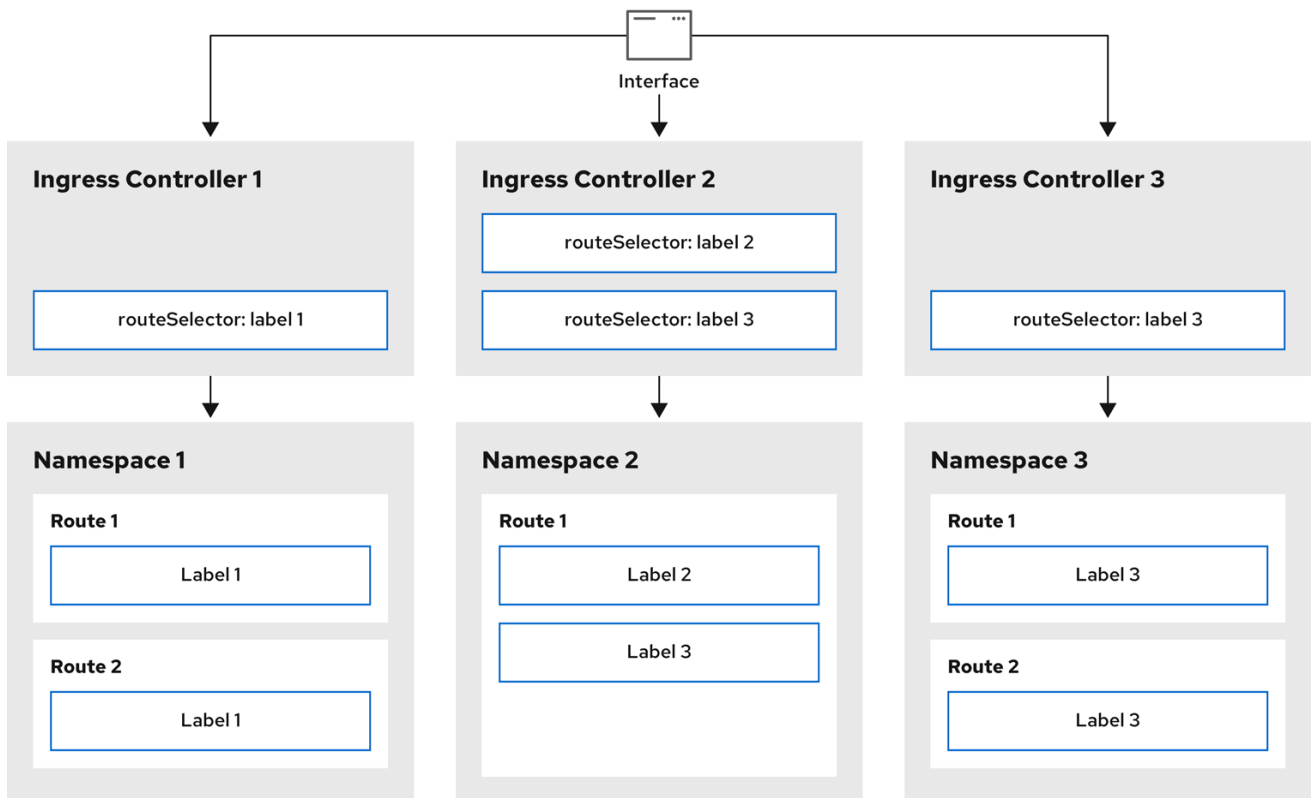 Interface
Ingress Controller 1
routeSelector: label 1
Ingress Controller 2
routeSelector: label 2
routeSelector: label 3
Ingress Controller 3
routeSelector: label 3
Namespace 1
Route 1
Label 1
Route 2
Label 1
Namespace 2
Route 1
Label 2
Label 3
Namespace 3
Route 1
Label 3
Route 2
Label 3